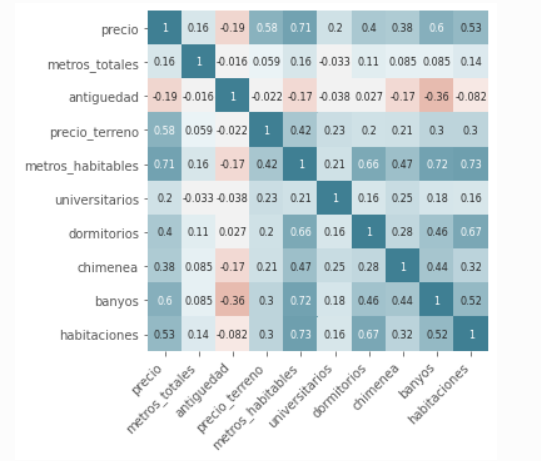 precio 1 0.16 -0.19 0.58 0.71 0.2 0.4 0.38 0.6 0.53
metros_totales 0.16 1 -0.016 0.059 0.16 -0.033 0.11 0.085 0.085 0.14
antiguedad -0.19 -0.016 1 -0.022 -0.17 -0.038 0.027 -0.17 -0.36 -0.082
precio_terreno 0.58 0.059 -0.022 1 0.42 0.23 0.2 0.21 0.3 0.3
metros_habitables 0.71 0.16 -0.17 0.42 1 0.21 0.66 0.47 0.72 0.73
universitarios 0.2 -0.033 -0.038 0.23 0.21 1 0.16 0.25 0.18 0.16
dormitorios 0.4 0.11 0.027 0.2 0.66 0.16 1 0.28 0.46 0.67
chimenea 0.38 0.085 -0.17 0.21 0.47 0.25 0.28 1 0.44 0.32
banyos 0.6 0.085 -0.36 0.3 0.72 0.18 0.46 0.44 1 0.52
habitaciones 0.53 0.14 -0.082 0.3 0.73 0.16 0.67 0.32 0.52 1
precio metros_totales antiguedad precio_terreno metros_habitables universitarios dormitorios chimenea banyos habitaciones